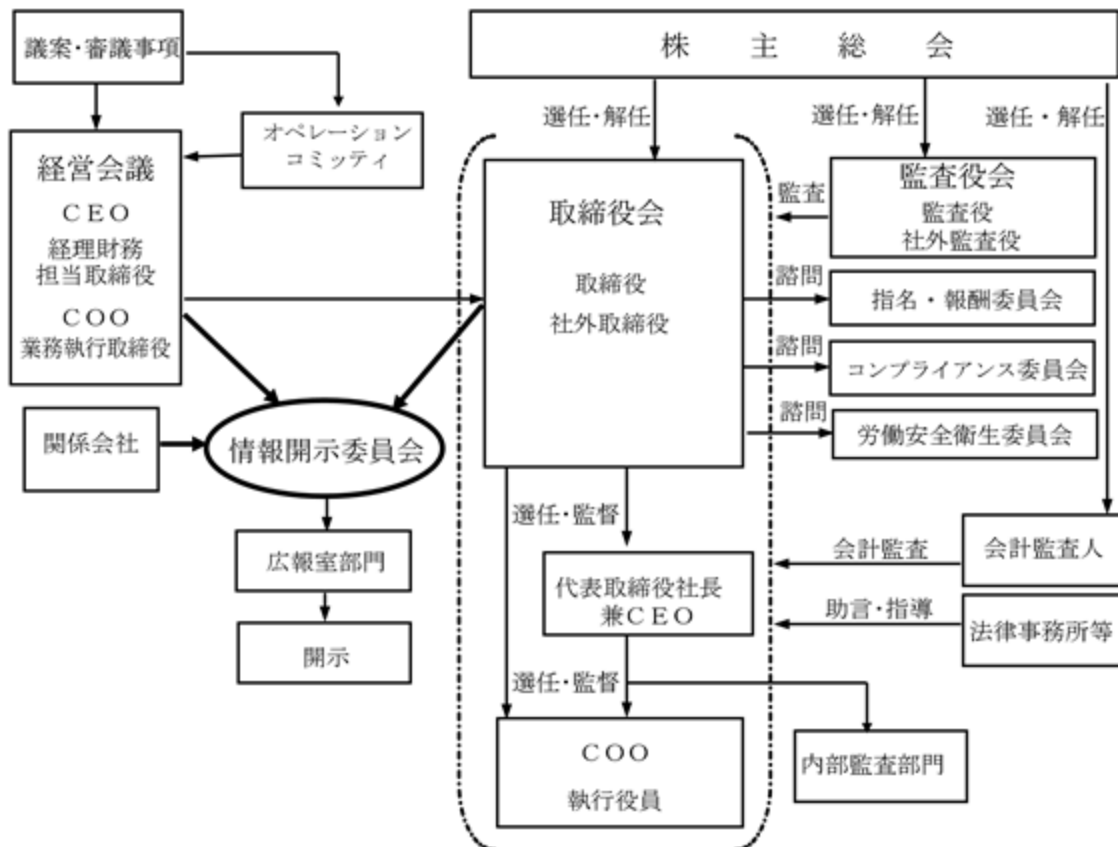 議案・審議事項
株主総会
選任・解任
選任・解任
選任・解任
オペレーション
コミッティ
経営会議
CEO
経理財務
担当取締役
COO
業務執行取締役
取締役会
取締役
社外取締役
監査
監査役会
監査役
社外監査役
諮問
指名・報酬委員会
諮問
コンプライアンス委員会
諮問
労働安全衛生委員会
関係会社
情報開示委員会
広報室部門
開示
選任・監督
代表取締役社長
兼CEO
会計監査
会計監査人
助言・指導
法律事務所等
選任・監督
COO
執行役員
内部監査部門